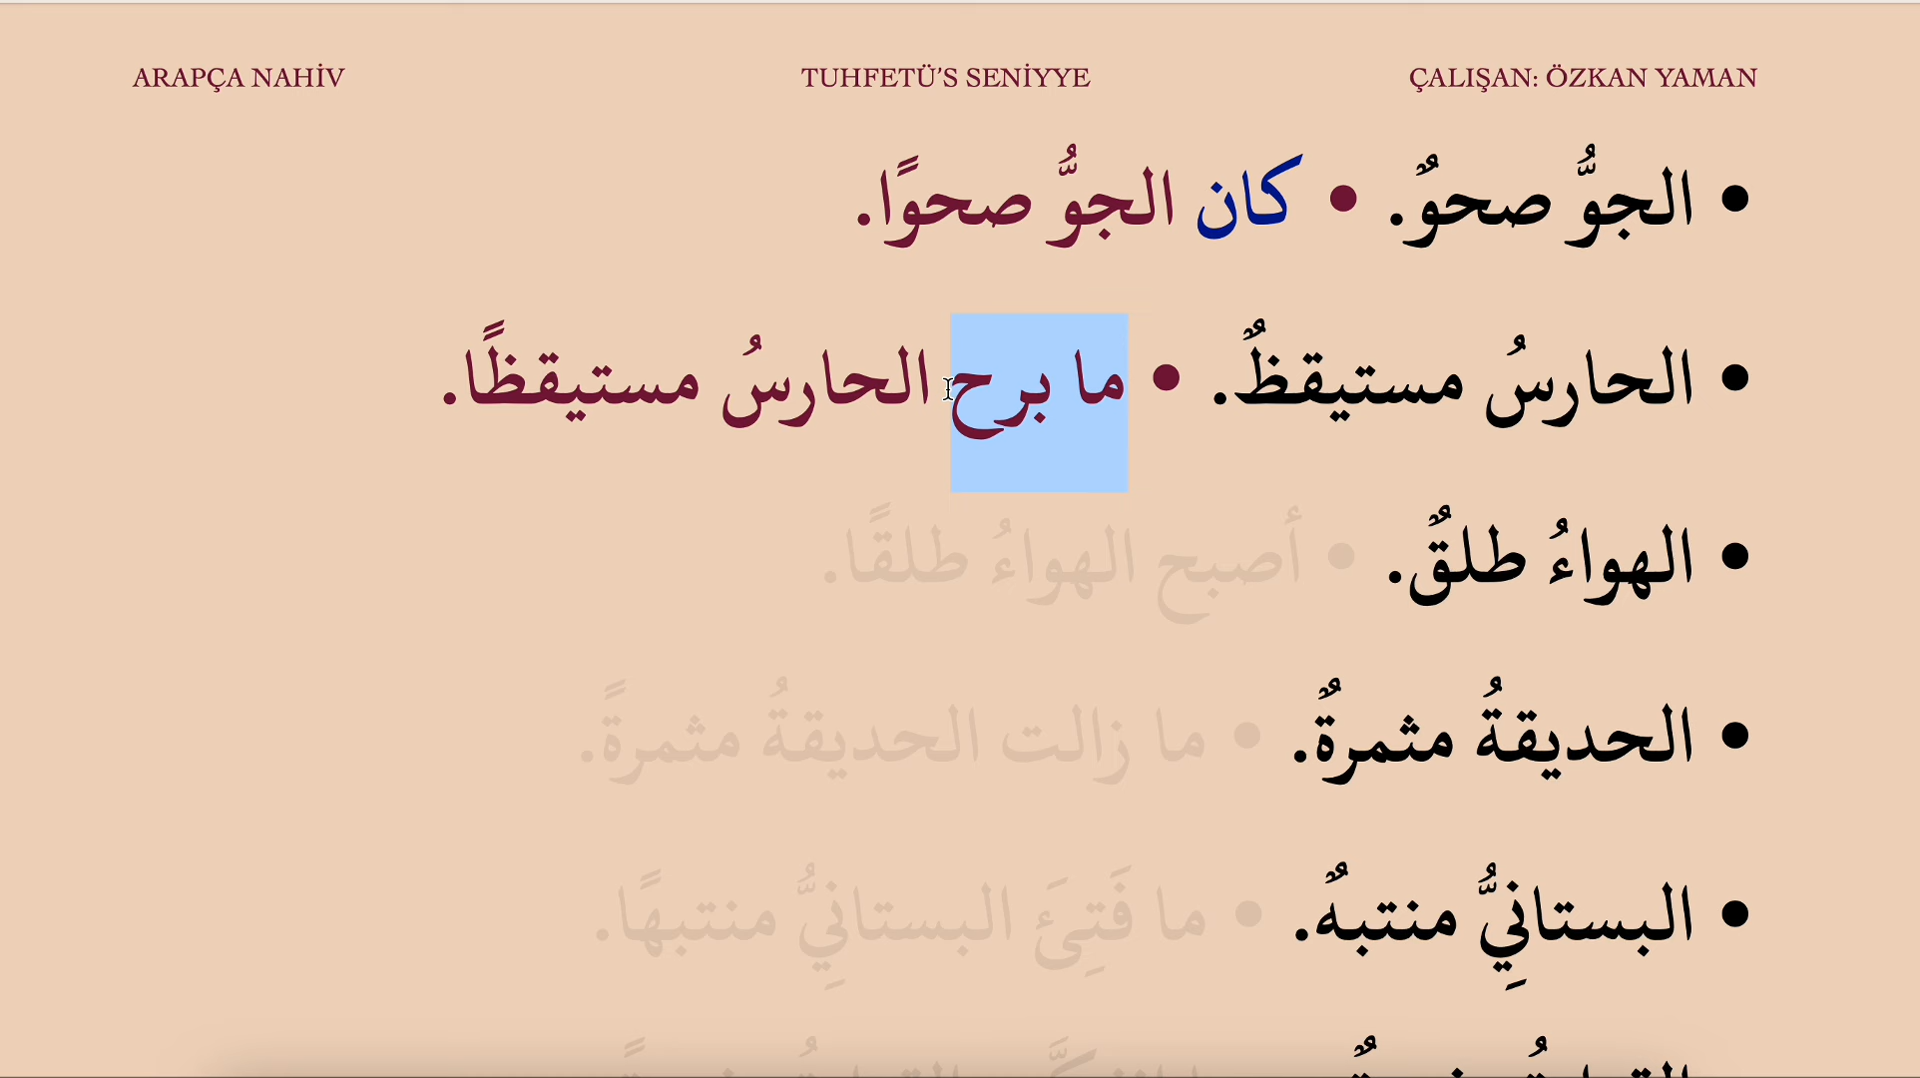 ARAPÇA NAHİV TUHFETÜ’S SENİYYE ÇALIŞAN: ÖZKAN YAMAN
• الجوُّ صحوٌ. • كان الجوُّ صحوًا.
• الحارسُ مستيقظٌ. • ما برح الحارسُ مستيقظًا.
• الهواءُ طلقٌ. • أصبح الهواءُ طلقًا.
• الحديقةُ مثمرةٌ. • ما زالت الحديقةُ مثمرةً.
• البستانِيُّ منتبهٌ. • ما فَتِئَ البستانِيُّ منتبهًا.